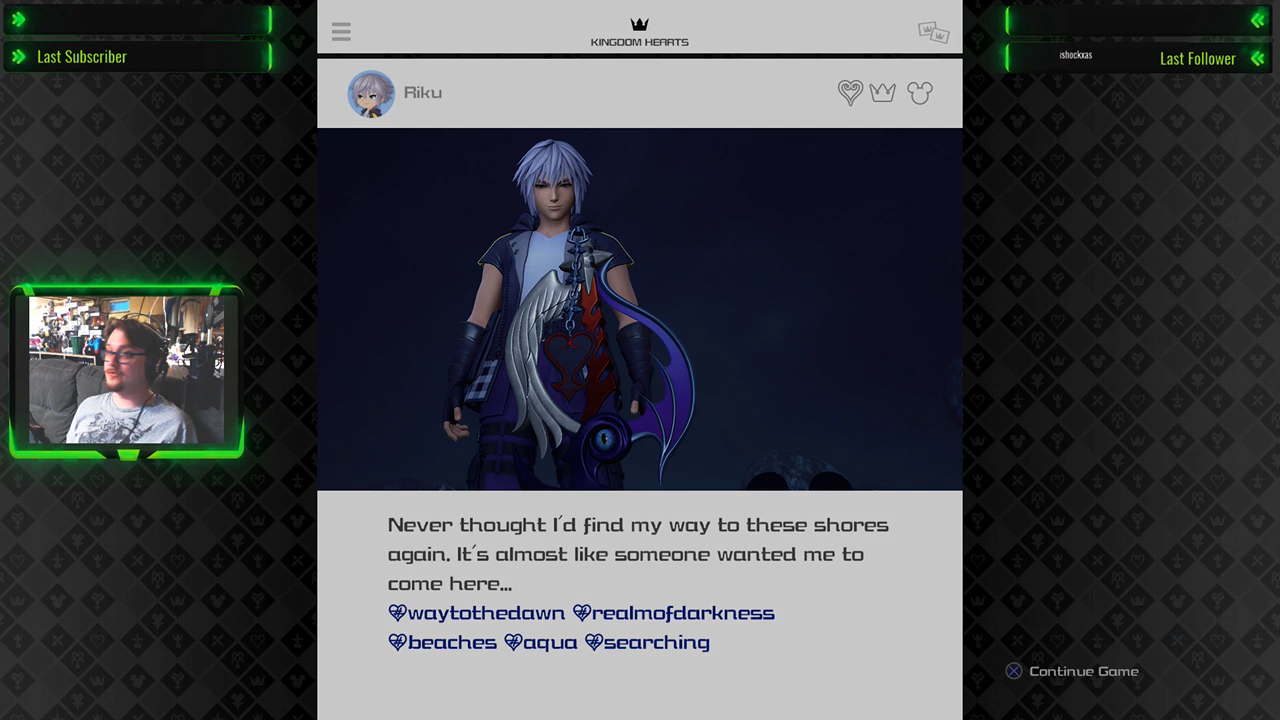 Last Subscriber
KINGDOM HEARTS
ishockxas
Last Follower
Riku
Never thought I'd find my way to these shores
again. It's almost like someone wanted me to
come here...
#waytothedawn #realmofdarkness
#beaches #aqua #searching
Continue Game